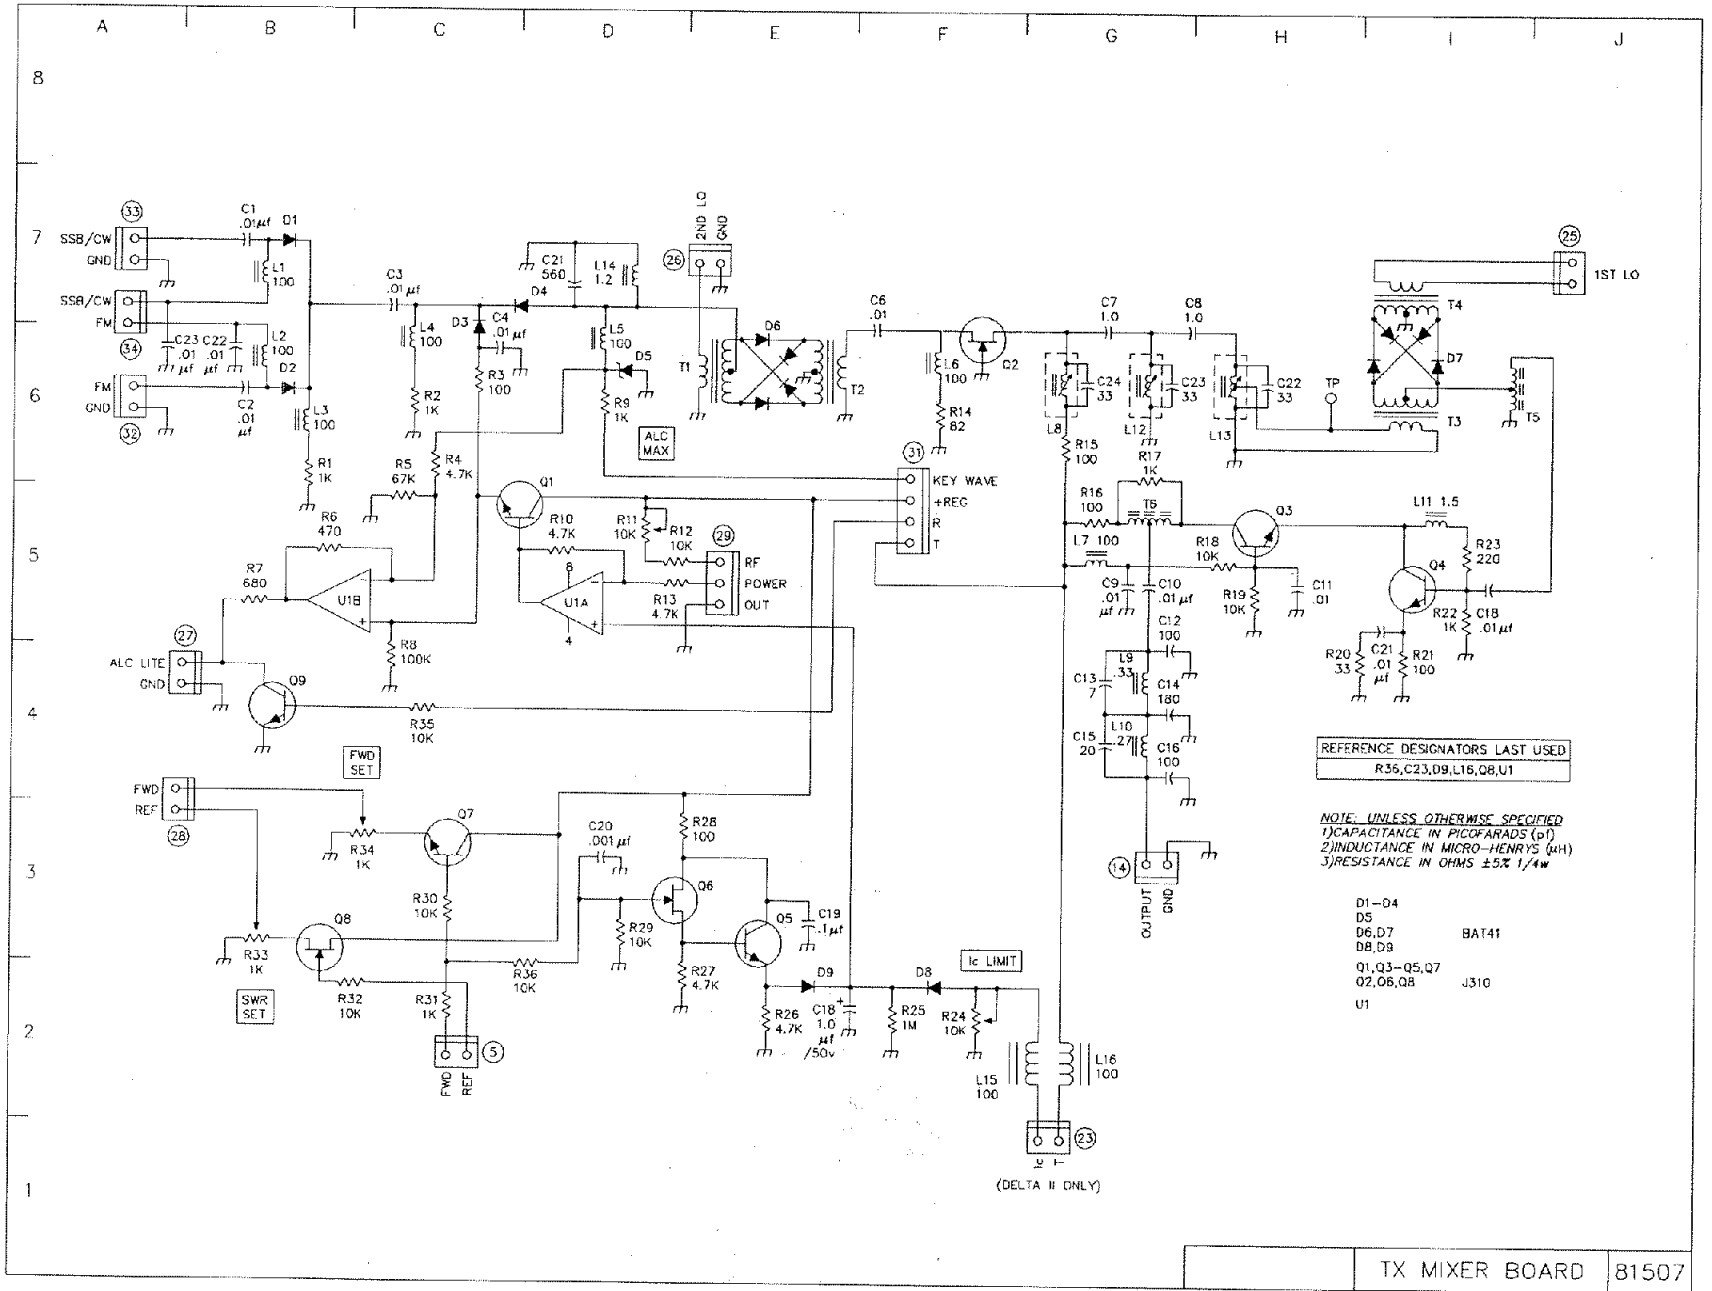 A B C D E F G H I J
8
7
6
5
4
3
2
1
33
SSB/CW
GND
SSB/CW
FM
34
FM
GND
32
C1
.01µf
D1
L1
100
C23
.01
µf
C22
.01
µf
L2
100
D2
C2
.01
µf
L3
100
R1
1K
C3
.01µf
L4
100
R2
1K
D3
C4
.01
µf
R3
100
D4
C21
560
L14
1.2
L5
100
D5
R9
1K
ALC
MAX
2ND LO
GND
26
T1
D6
T2
C6
.01
L6
100
R14
82
Q2
C7
1.0
C8
1.0
C24
33
L8
C23
33
L12
C22
33
L13
TP
25
1ST LO
T4
D7
T3
T5
R5
67K
R4
4.7K
R6
470
R7
680
U1B
R8
100K
Q1
R10
4.7K
8
U1A
4
R11
10K
R12
10K
R13
4.7K
29
RF
POWER
OUT
31
KEY WAVE
+REG
R
T
R15
100
R17
1K
R16
100
T6
L7 100
C9
.01
µf
C10
.01µf
R18
10K
Q3
R19
10K
C11
.01
L11 1.5
R23
220
Q4
R22
1K
C18
.01µf
R20
33
C21
.01
µf
R21
100
27
ALC LITE
GND
Q9
R35
10K
C12
100
L9
.33
C13
7
C14
180
L10
.27
C15
20
C16
100
14
OUTPUT
GND
FWD
SET
FWD
REF
28
R34
1K
Q7
R30
10K
Q8
R33
1K
SWR
SET
R32
10K
R31
1K
R36
10K
5
FWD
REF
C20
.001µf
R28
100
Q6
R29
10K
R27
4.7K
Q5
C19
.1µf
R26
4.7K
D9
+
C18
1.0
µf
/50v
R25
1M
D8
Ic LIMIT
R24
10K
L15
100
L16
100
23
Ic
T
(DELTA II ONLY)
REFERENCE DESIGNATORS LAST USED
R36,C23,D9,L16,Q8,U1
NOTE: UNLESS OTHERWISE SPECIFIED
1)CAPACITANCE IN PICOFARADS (pf)
2)INDUCTANCE IN MICRO-HENRYS (µH)
3)RESISTANCE IN OHMS ±5% 1/4w
D1-D4
D5
D6,D7 BAT41
D8,D9
Q1,Q3-Q5,Q7
Q2,Q6,Q8 J310
U1
TX MIXER BOARD 81507